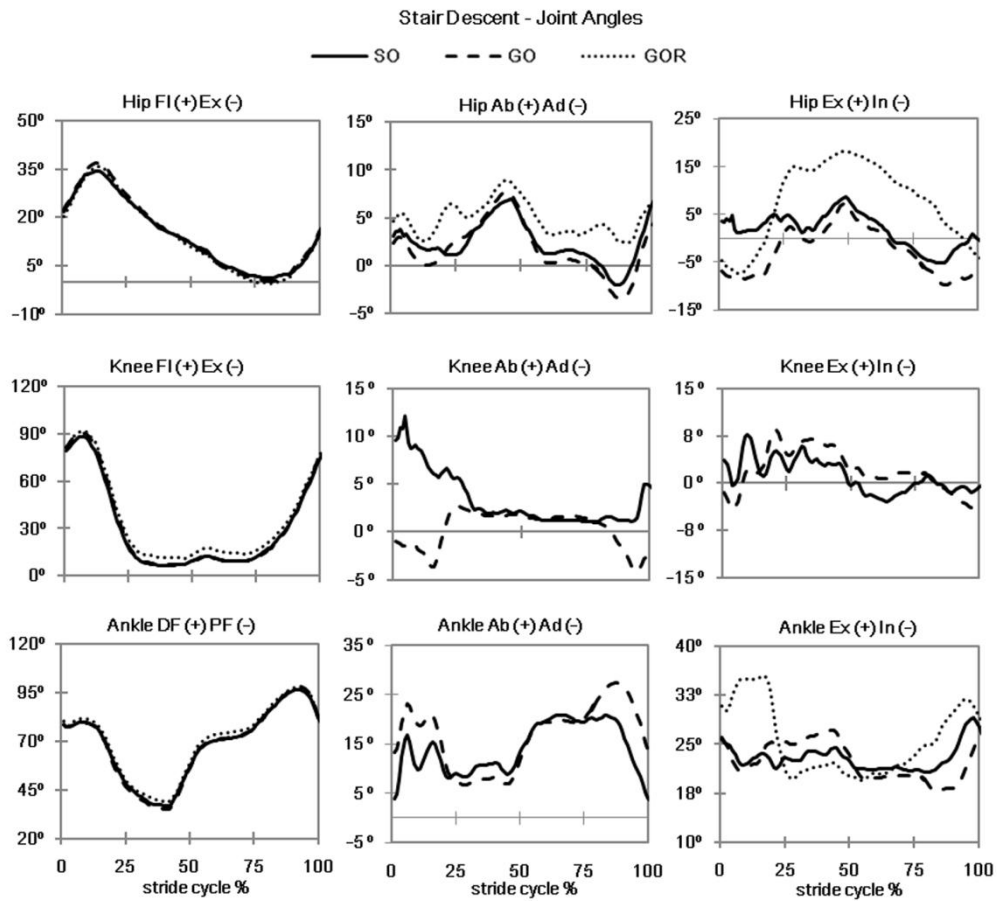 Stair Descent - Joint Angles
SO GO GOR
Hip Fl (+) Ex (-)
50º
35º
20º
5º
-10º
Hip Ab (+) Ad (-)
15º
10º
5º
0º
-5º
Hip Ex (+) In (-)
25º
15º
5º
-5º
-15º
Knee Fl (+) Ex (-)
120º
90º
60º
30º
0º
Knee Ab (+) Ad (-)
15º
10º
5º
0º
-5º
Knee Ex (+) In (-)
15º
8º
0º
-8º
-15º
Ankle DF (+) PF (-)
120º
95º
70º
45º
20º
0 25 50 75 100
stride cycle %
Ankle Ab (+) Ad (-)
35º
25º
15º
5º
-5º
0 25 50 75 100
stride cycle %
Ankle Ex (+) In (-)
40º
33º
25º
18º
10º
0 25 50 75 100
stride cycle %